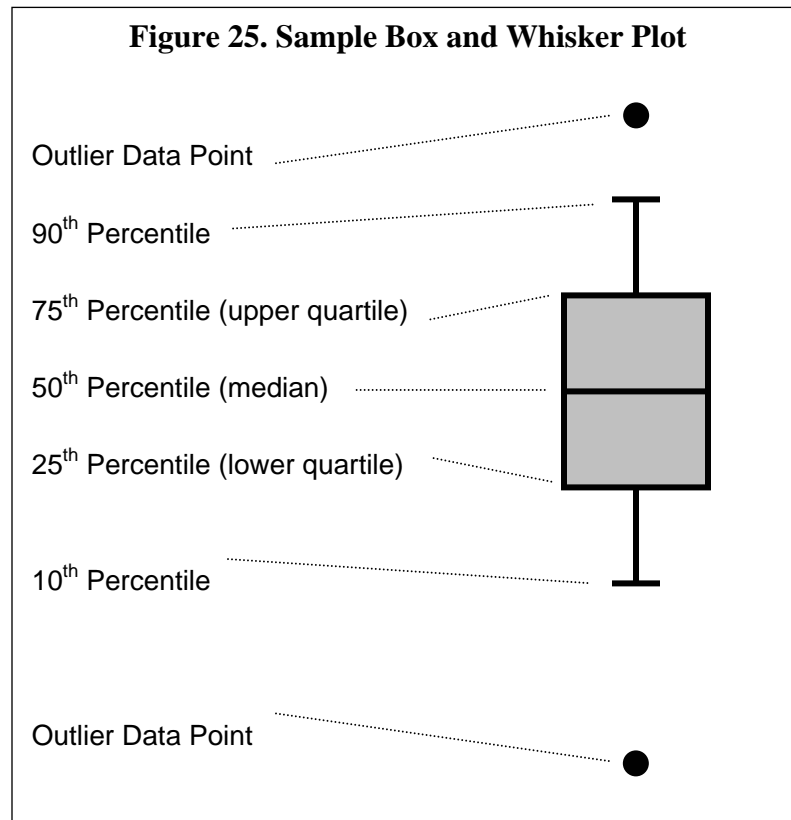 Figure 25. Sample Box and Whisker Plot
Outlier Data Point
90th Percentile
75th Percentile (upper quartile)
50th Percentile (median)
25th Percentile (lower quartile)
10th Percentile
Outlier Data Point